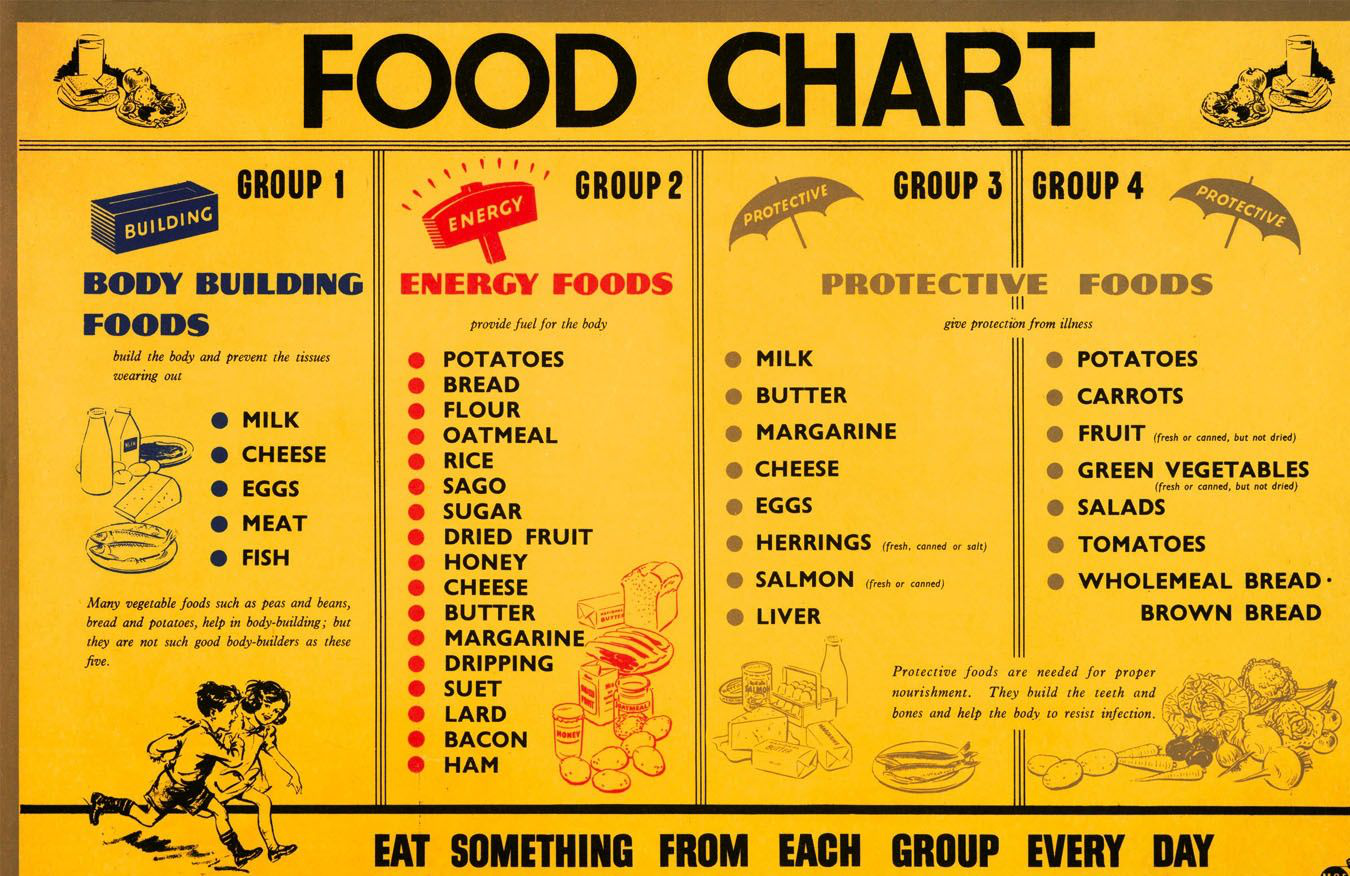 FOOD CHART
GROUP 1
BUILDING
BODY BUILDING
FOODS
build the body and prevent the tissues
wearing out
MILK
CHEESE
EGGS
MEAT
FISH
Many vegetable foods such as peas and beans,
bread and potatoes, help in body-building; but
they are not such good body-builders as these
five.
GROUP 2
ENERGY
ENERGY FOODS
provide fuel for the body
POTATOES
BREAD
FLOUR
OATMEAL
RICE
SAGO
SUGAR
DRIED FRUIT
HONEY
CHEESE
BUTTER
MARGARINE
DRIPPING
SUET
LARD
BACON
HAM
BUTTER
OATMEAL
HONEY
PROTECTIVE
GROUP 3
GROUP 4
PROTECTIVE
PROTECTIVE FOODS
give protection from illness
MILK
BUTTER
MARGARINE
CHEESE
EGGS
HERRINGS (fresh, canned or salt)
SALMON (fresh or canned)
LIVER
POTATOES
CARROTS
FRUIT (fresh or canned, but not dried)
GREEN VEGETABLES
(fresh or canned, but not dried)
SALADS
TOMATOES
WHOLEMEAL BREAD ·
BROWN BREAD
SALMON
Protective foods are needed for proper
nourishment. They build the teeth and
bones and help the body to resist infection.
EAT SOMETHING FROM EACH GROUP EVERY DAY